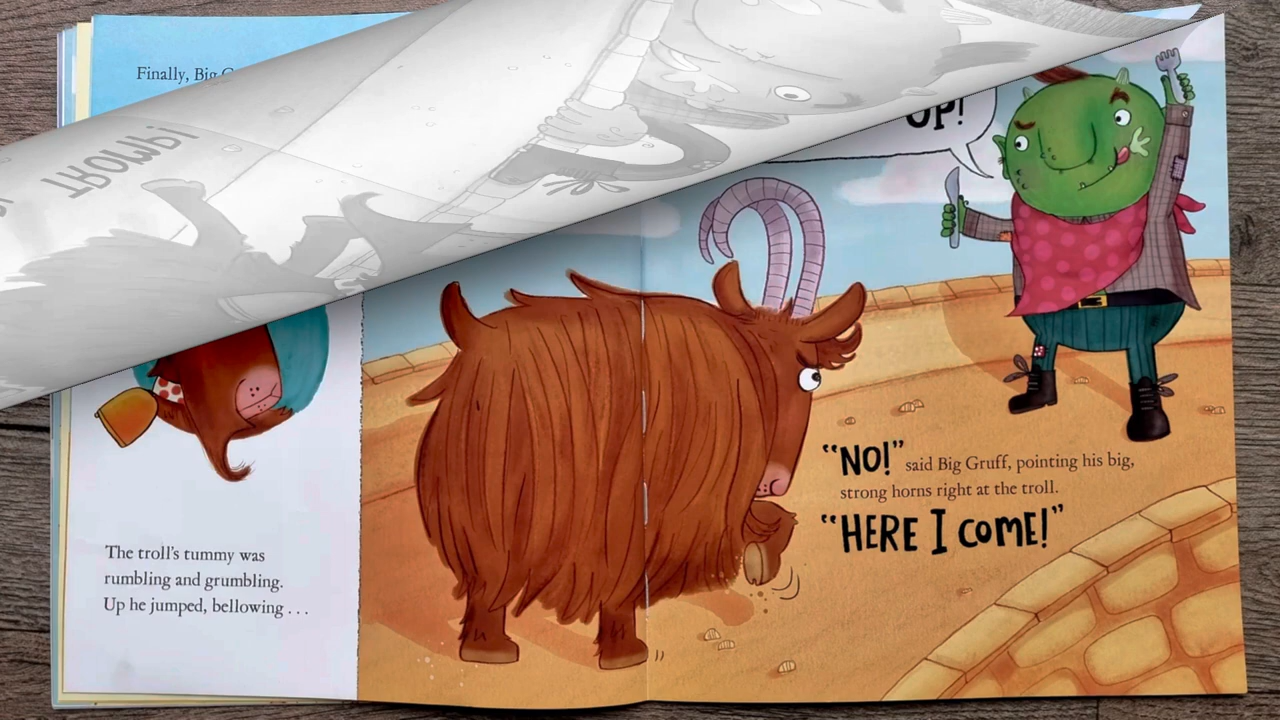 Finally, Big
TROMP!
UP!
The troll's tummy was
rumbling and grumbling.
Up he jumped, bellowing . . .
“NO!” said Big Gruff, pointing his big,
strong horns right at the troll.
“HERE I COME!”